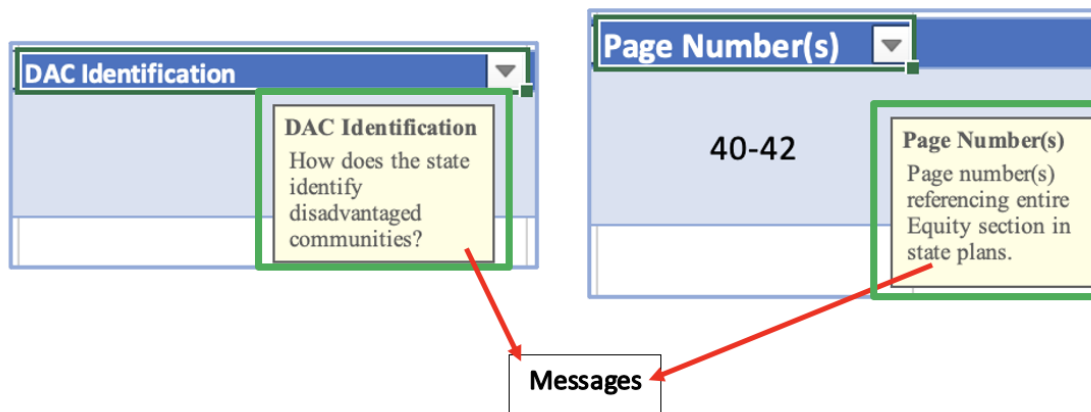 DAC Identification
DAC Identification
How does the state
identify
disadvantaged
communities?
Page Number(s)
40-42
Page Number(s)
Page number(s)
referencing entire
Equity section in
state plans.
Messages